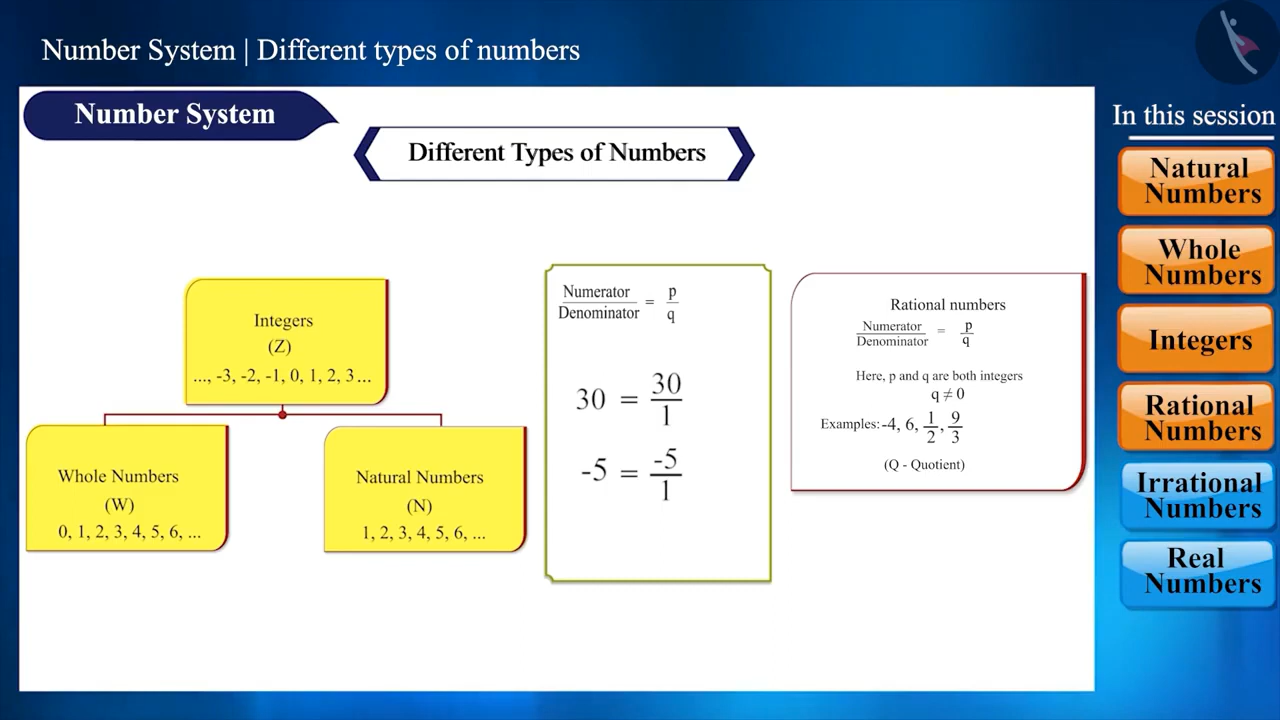 Number System | Different types of numbers
Number System
Different Types of Numbers
Integers
(Z)
..., -3, -2, -1, 0, 1, 2, 3...
Whole Numbers
(W)
0, 1, 2, 3, 4, 5, 6, ...
Natural Numbers
(N)
1, 2, 3, 4, 5, 6, ...
Numerator/Denominator = p/q
30 = 30/1
-5 = -5/1
Rational numbers
Numerator/Denominator = p/q
Here, p and q are both integers
q ≠ 0
Examples: -4, 6, 1/2, 9/3
(Q - Quotient)
In this session
Natural
Numbers
Whole
Numbers
Integers
Rational
Numbers
Irrational
Numbers
Real
Numbers